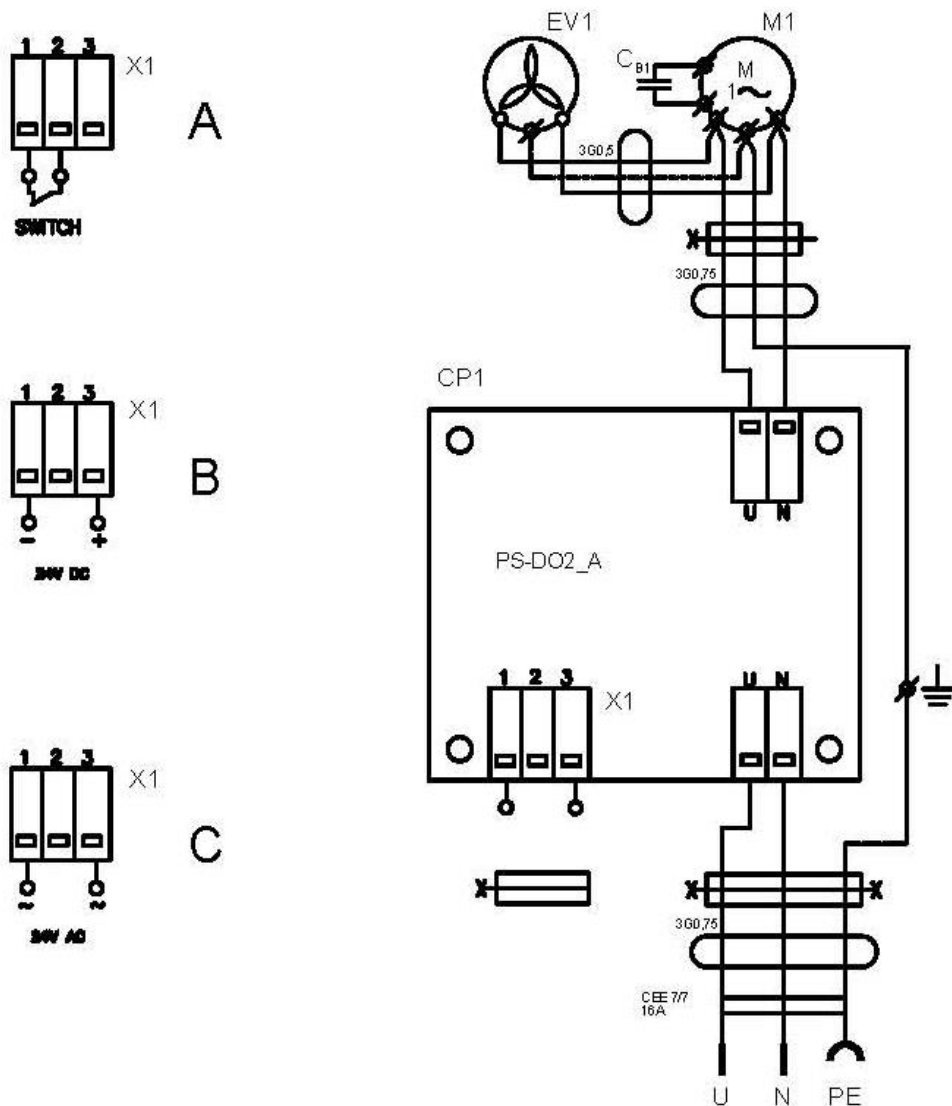 1 2 3
X1
A
SWITCH
EV1
M1
C B1
M
1~
3G0,5
3G0,75
1 2 3
X1
B
- +
24V DC
CP1
U N
PS-DO2_A
1 2 3
X1
U N
1 2 3
X1
C
~ ~
24V AC
3G0,75
CEE 7/7
16A
U N PE